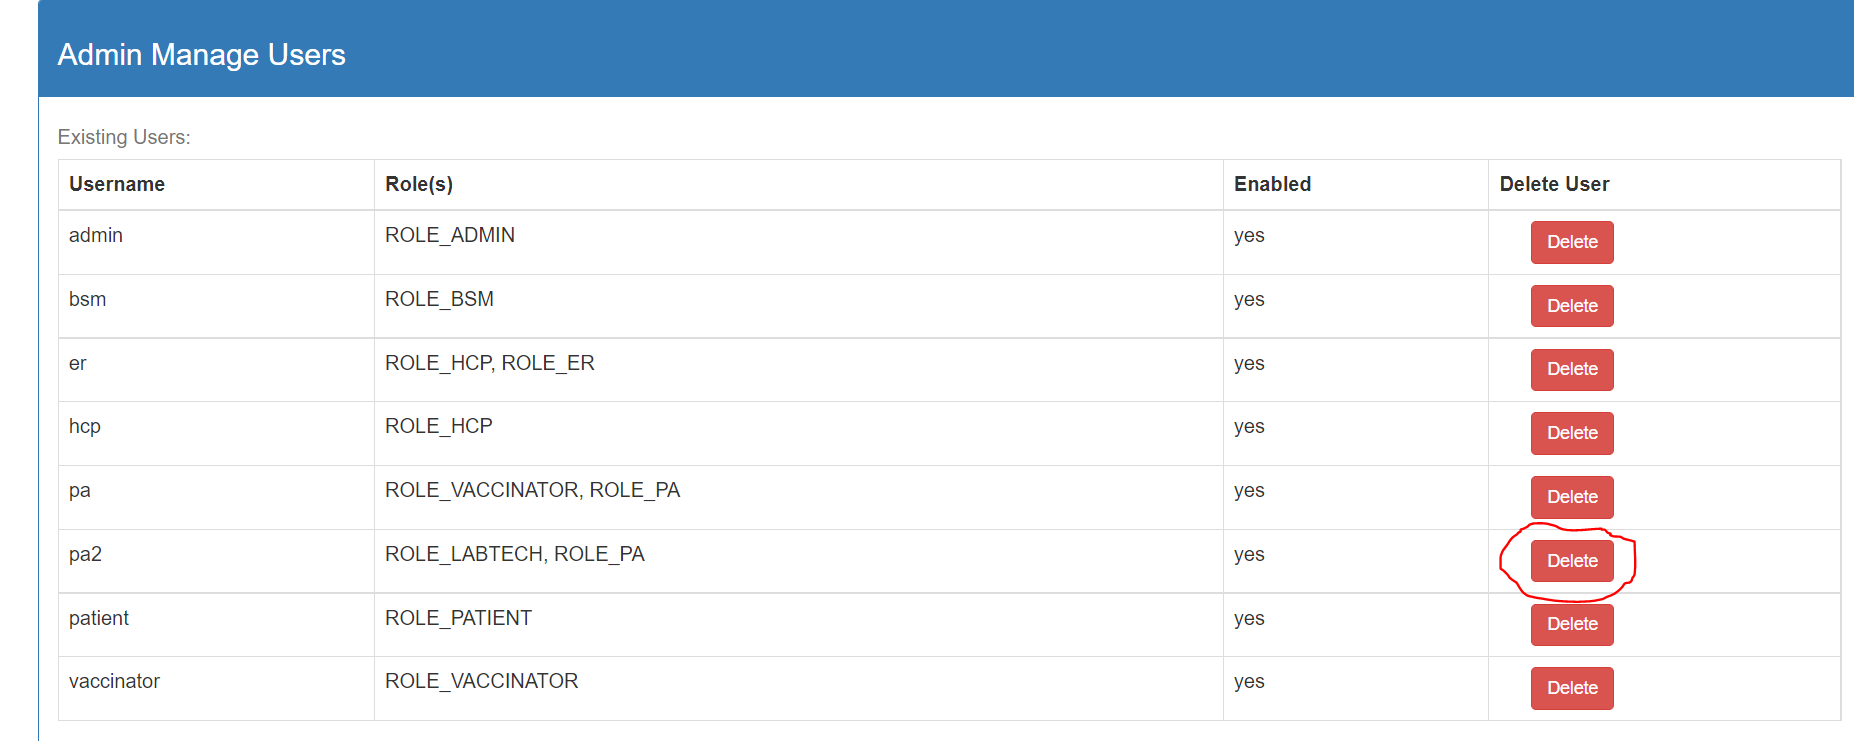 Admin Manage Users
Existing Users:
Username Role(s) Enabled Delete User
admin ROLE_ADMIN yes Delete
bsm ROLE_BSM yes Delete
er ROLE_HCP, ROLE_ER yes Delete
hcp ROLE_HCP yes Delete
pa ROLE_VACCINATOR, ROLE_PA yes Delete
pa2 ROLE_LABTECH, ROLE_PA yes Delete
patient ROLE_PATIENT yes Delete
vaccinator ROLE_VACCINATOR yes Delete